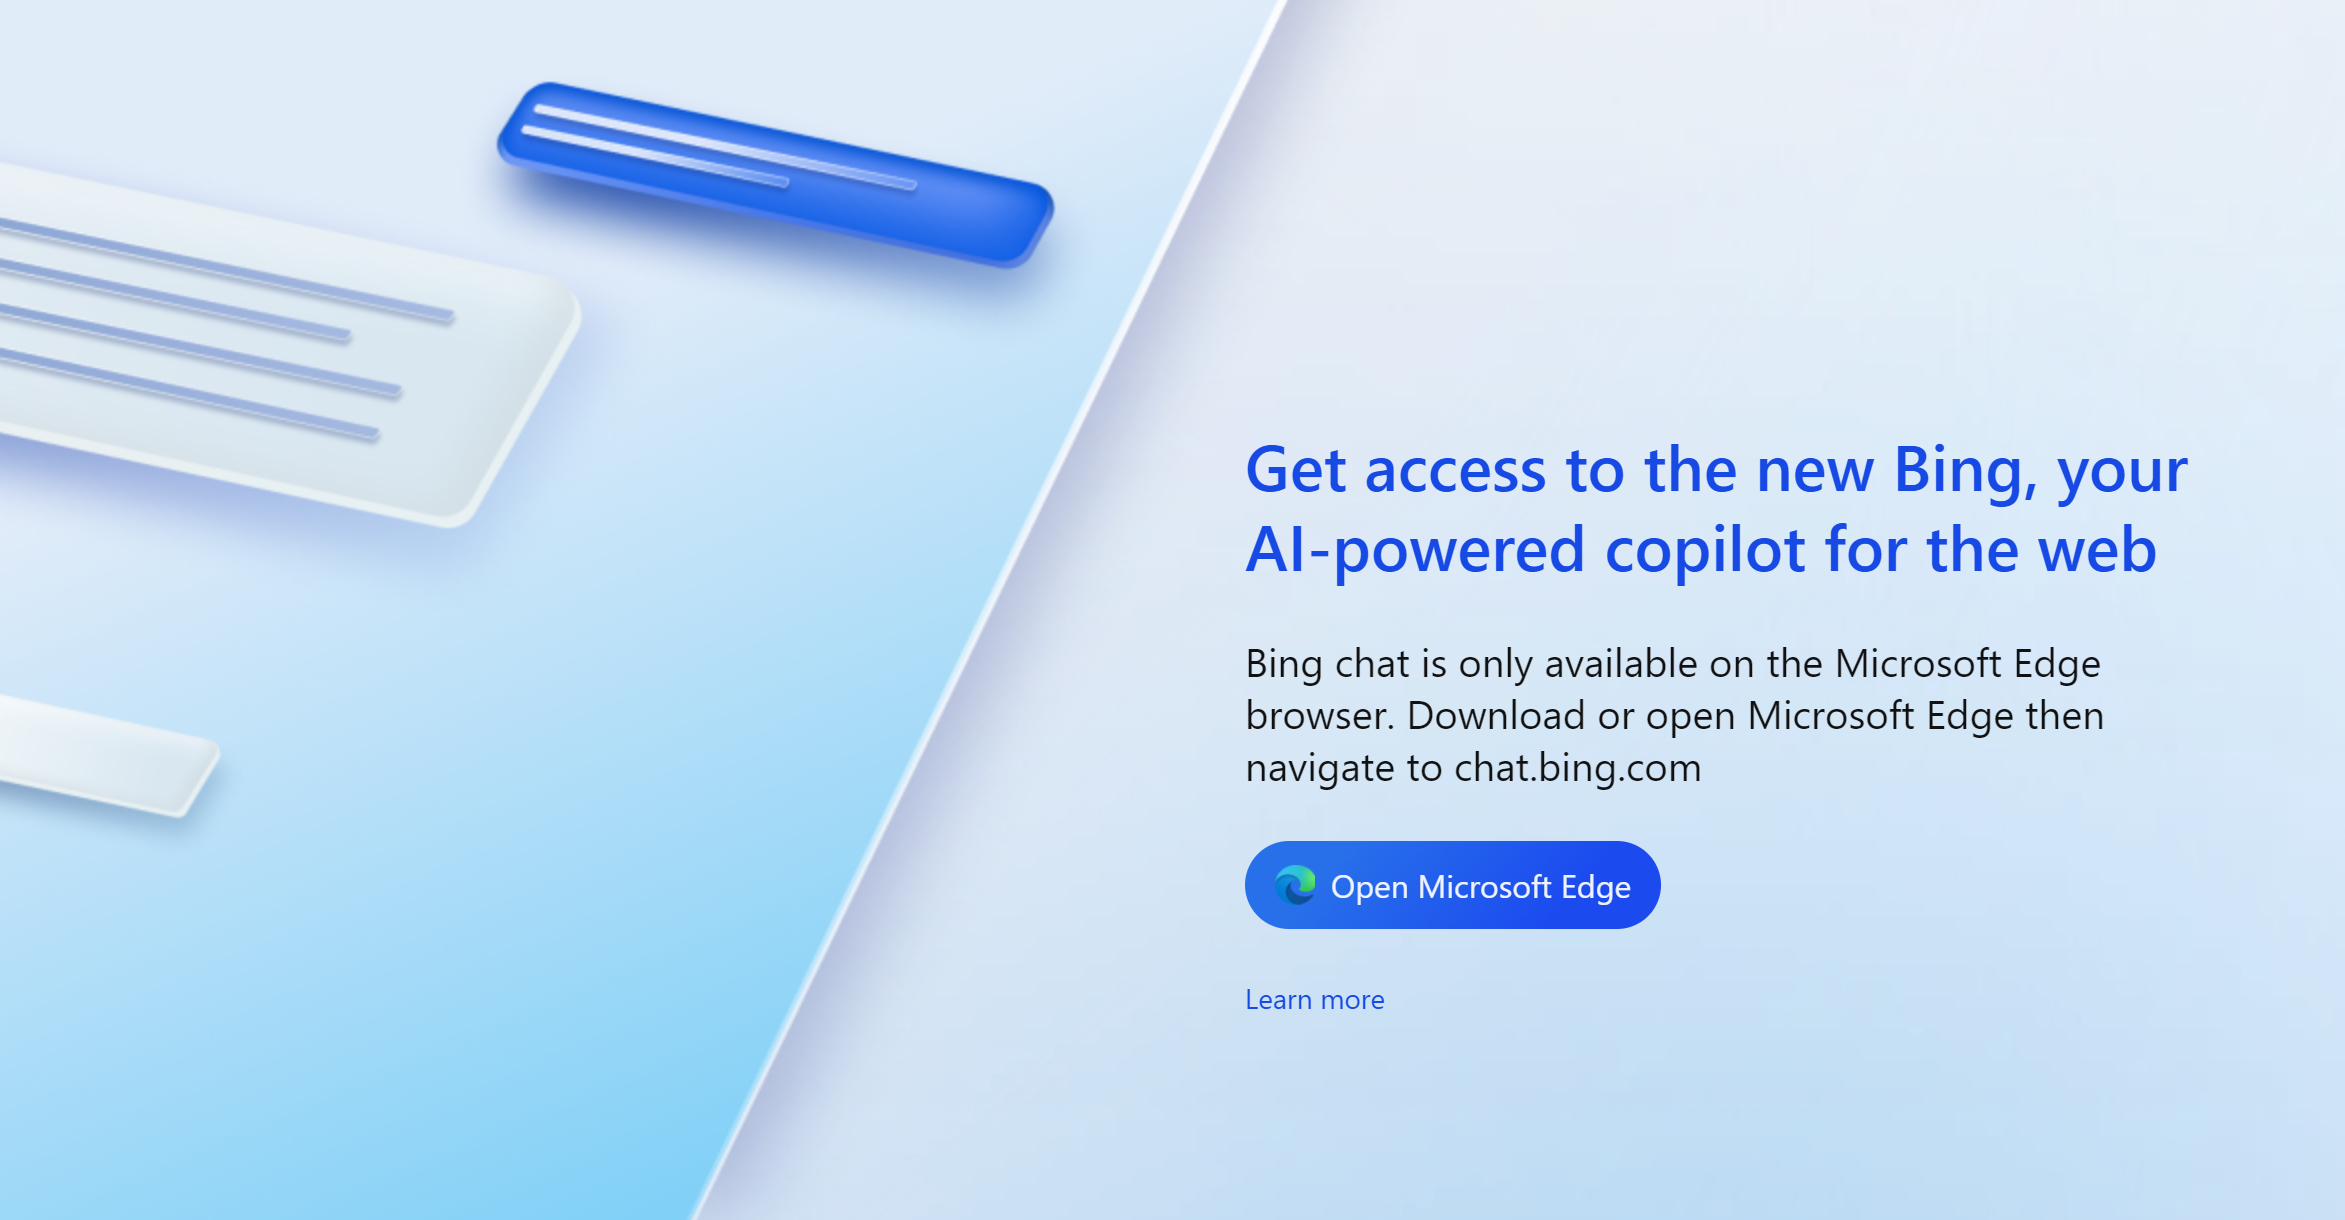 Get access to the new Bing, your
AI-powered copilot for the web
Bing chat is only available on the Microsoft Edge
browser. Download or open Microsoft Edge then
navigate to chat.bing.com
Open Microsoft Edge
Learn more